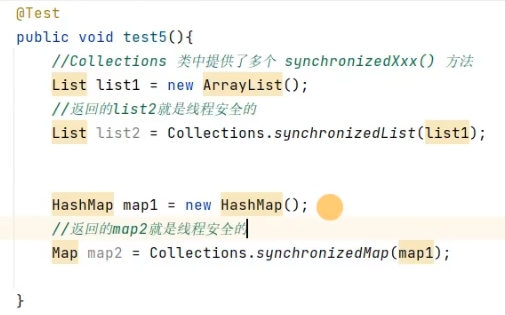 @Test
public void test5(){
//Collections 类中提供了多个 synchronizedXxx() 方法
List list1 = new ArrayList();
//返回的list2就是线程安全的
List list2 = Collections.synchronizedList(list1);
HashMap map1 = new HashMap();
//返回的map2就是线程安全的
Map map2 = Collections.synchronizedMap(map1);
}